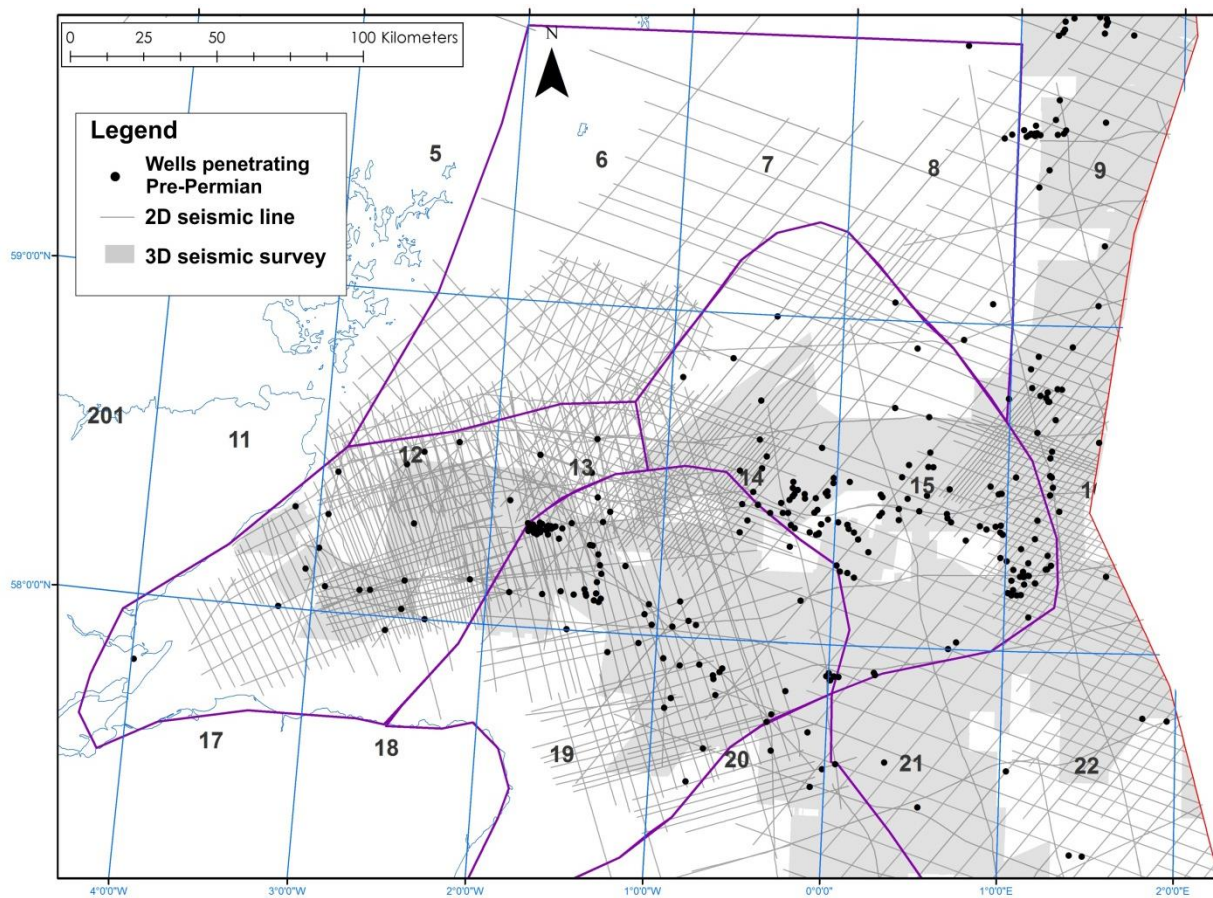 0 25 50 100 Kilometers
N
Legend
Wells penetrating
Pre-Permian
2D seismic line
3D seismic survey
5
6
7
8
9
59°0'0"N
201
11
12
13
14
15
58°0'0"N
17
18
19
20
21
22
4°0'0"W 3°0'0"W 2°0'0"W 1°0'0"W 0°0'0" 1°0'0"E 2°0'0"E